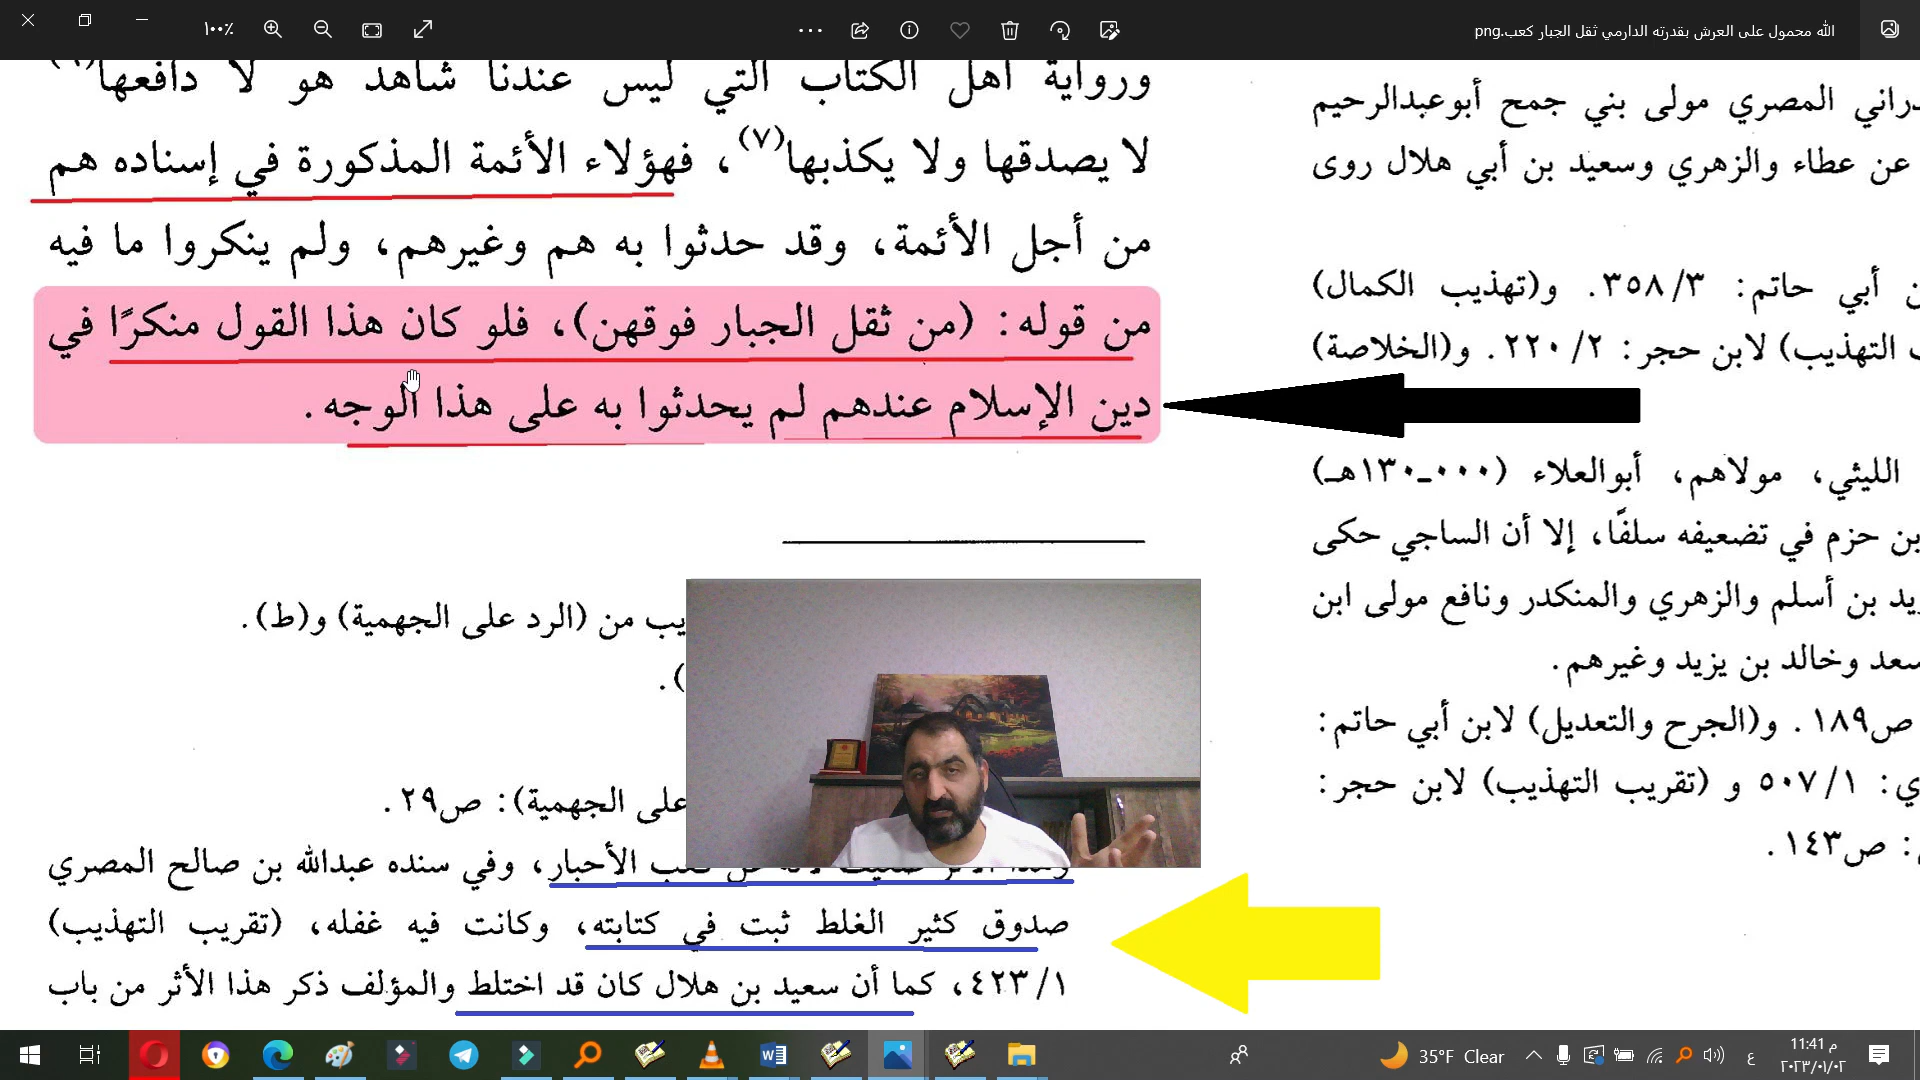 ١٠٠٪
الله محمول على العرش بقدرته الدارمي ثقل الجبار كعب.png
ورواية أهل الكتاب التي ليس عندنا شاهد هو لا دافعها
لا يصدقها ولا يكذبها(٧)، فهؤلاء الأئمة المذكورة في إسناده هم
من أجل الأئمة، وقد حدثوا به هم وغيرهم، ولم ينكروا ما فيه
من قوله: (من ثقل الجبار فوقهن)، فلو كان هذا القول منكرًا في
دين الإسلام عندهم لم يحدثوا به على هذا الوجه.
من (الرد على الجهمية) و(ط).
).
على الجهمية): ص٢٩.
الأحبار، وفي سنده عبدالله بن صالح المصري
صدوق كثير الغلط ثبت في كتابته، وكانت فيه غفله، (تقريب التهذيب)
٤٢٣/١، كما أن سعيد بن هلال كان قد اختلط والمؤلف ذكر هذا الأثر من باب
المصري مولى بني جمح أبوعبدالرحيم
عن عطاء والزهري وسعيد بن أبي هلال روى
أبي حاتم: ٣٥٨/٣. و(تهذيب الكمال)
التهذيب) لابن حجر: ٢٢٠/٢. و(الخلاصة)
الليثي، مولاهم، أبوالعلاء (٠٠٠ـ١٣٠هـ)
بن حزم في تضعيفه سلفًا، إلا أن الساجي حكى
بن أسلم والزهري والمنكدر ونافع مولى ابن
سعد وخالد بن يزيد وغيرهم.
ص١٨٩. و(الجرح والتعديل) لابن أبي حاتم:
٥٠٧/١ و (تقريب التهذيب) لابن حجر:
: ص١٤٣.
35°F Clear
ع
11:41 م
٢٠٢٣/٠١/٠٢